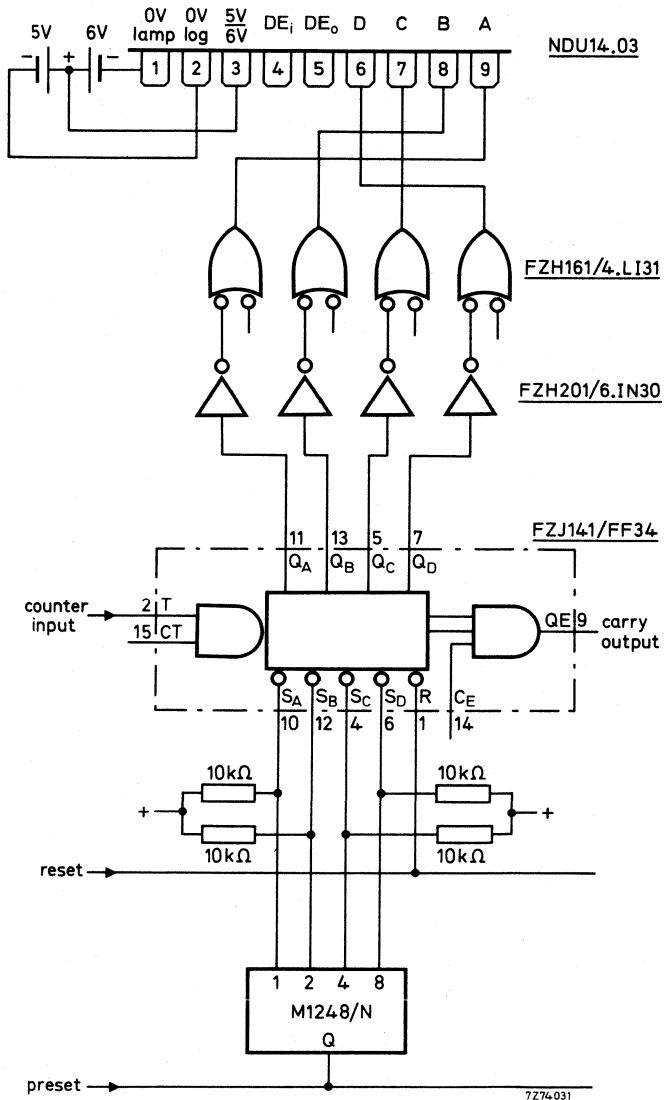 5V + 6V
0V lamp
0V log
5V 6V
DEi
DEo
D
C
B
A
NDU14.03
1 2 3 4 5 6 7 8 9
FZH161/4.LI31
FZH201/6.IN30
11 13 5 7
FZJ141/FF34
QA QB QC QD
counter input
2 T
15 CT
QE 9
carry output
SA SB SC SD R CE
10 12 4 6 1 14
10kΩ
10kΩ
+
+
10kΩ
10kΩ
reset
1 2 4 8
M1248/N
Q
preset
7Z74031